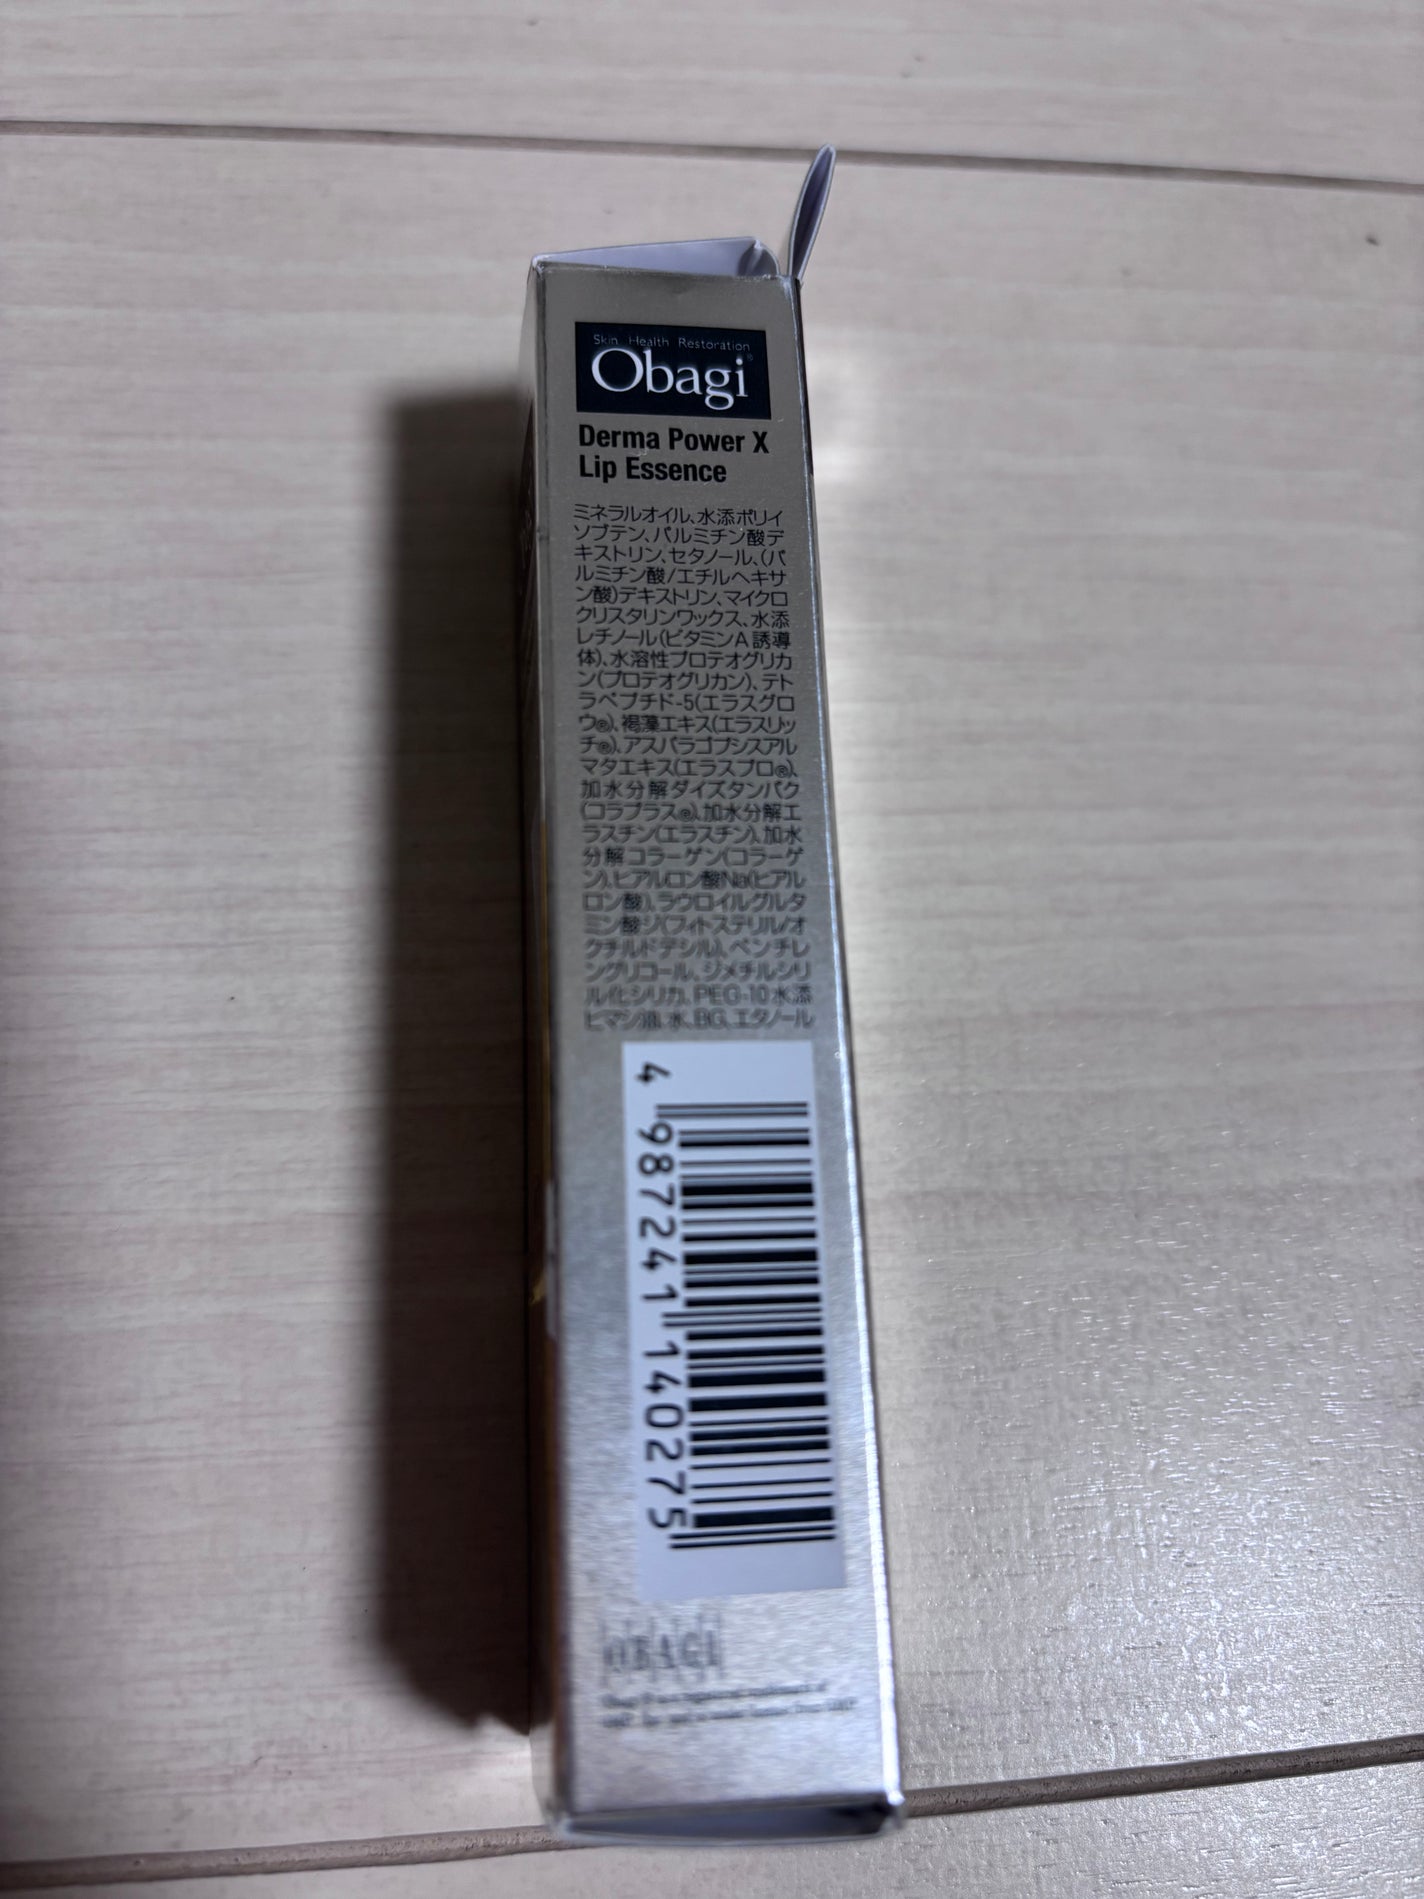 Skin Health Restoration
Obagi®
Derma Power X
Lip Essence
ミネラルオイル、水添ポリイ
ソブテン、パルミチン酸デ
キストリン、セタノール、(パ
ルミチン酸/エチルヘキサ
ン酸)デキストリン、マイクロ
クリスタリンワックス、水添
レチノール(ビタミンA誘導
体)、水溶性プロテオグリカ
ン(プロテオグリカン)、テト
ラペプチド-5(エラスグロ
ウ®)、褐藻エキス(エラスリッ
チ®)、アスパラゴプシスアル
マタエキス(エラスプロ®)、
加水分解ダイズタンパク
(コラプラス®)、加水分解エ
ラスチン(エラスチン)、加水
分解コラーゲン(コラーゲ
ン)、ヒアルロン酸Na(ヒアル
ロン酸)、ラウロイルグルタ
ミン酸ジ(フィトステリル/オ
クチルドデシル)、ペンチレ
ングリコール、ジメチルシリ
ル化シリカ、PEG-10水添
ヒマシ油、水、BG、エタノール
4 987241 140275
OBAGI